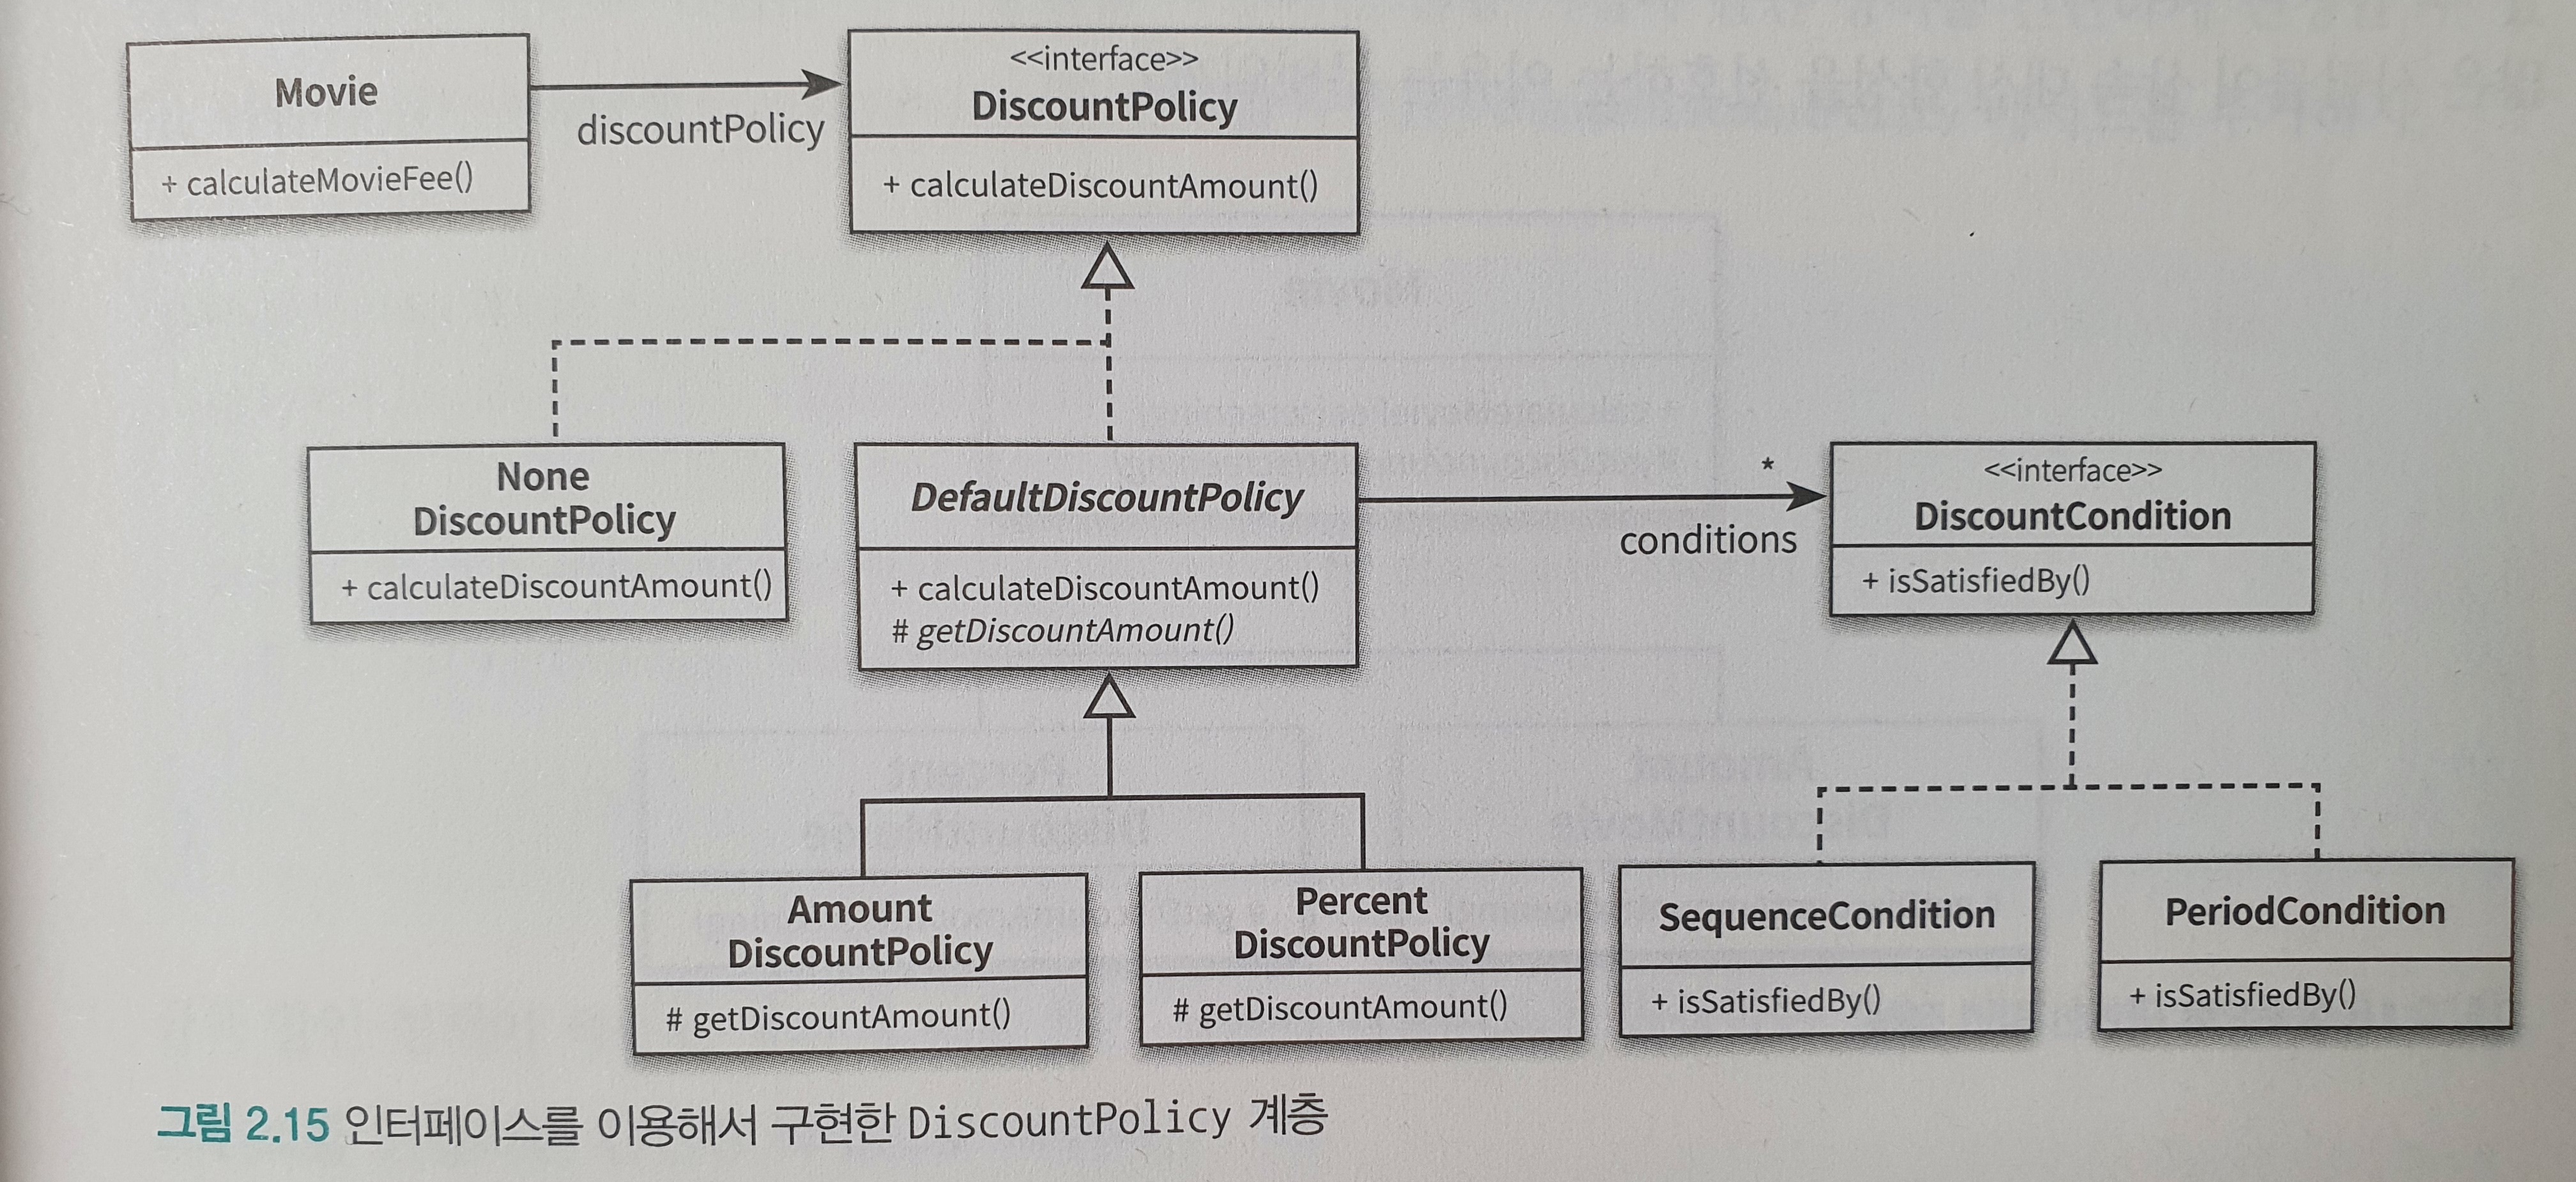 Movie
+ calculateMovieFee()
discountPolicy
<<interface>>
DiscountPolicy
+ calculateDiscountAmount()
None
DiscountPolicy
+ calculateDiscountAmount()
DefaultDiscountPolicy
+ calculateDiscountAmount()
# getDiscountAmount()
*
conditions
<<interface>>
DiscountCondition
+ isSatisfiedBy()
Amount
DiscountPolicy
# getDiscountAmount()
Percent
DiscountPolicy
# getDiscountAmount()
SequenceCondition
+ isSatisfiedBy()
PeriodCondition
+ isSatisfiedBy()
그림 2.15 인터페이스를 이용해서 구현한 DiscountPolicy 계층